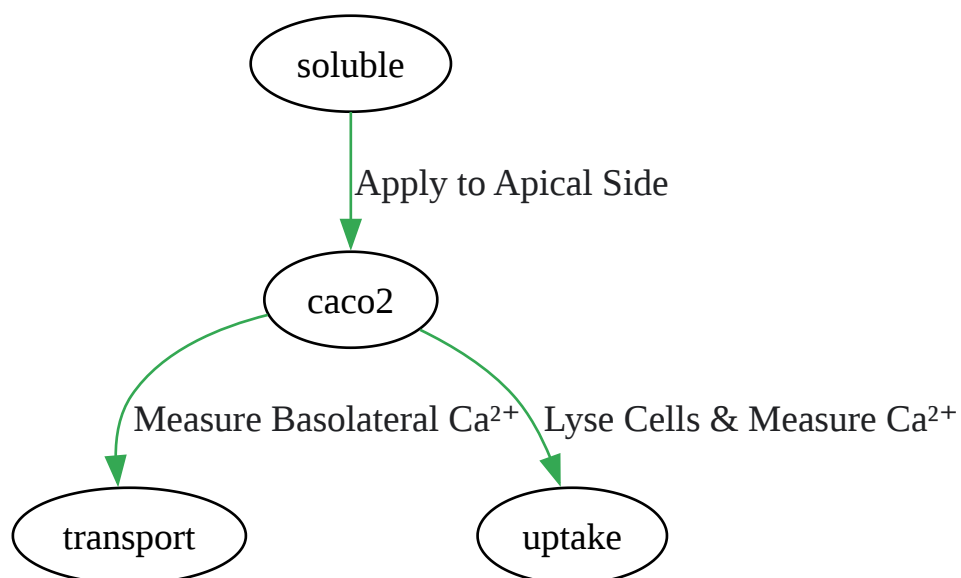 soluble
Apply to Apical Side
caco2
Measure Basolateral Ca²⁺
Lyse Cells & Measure Ca²⁺
transport
uptake